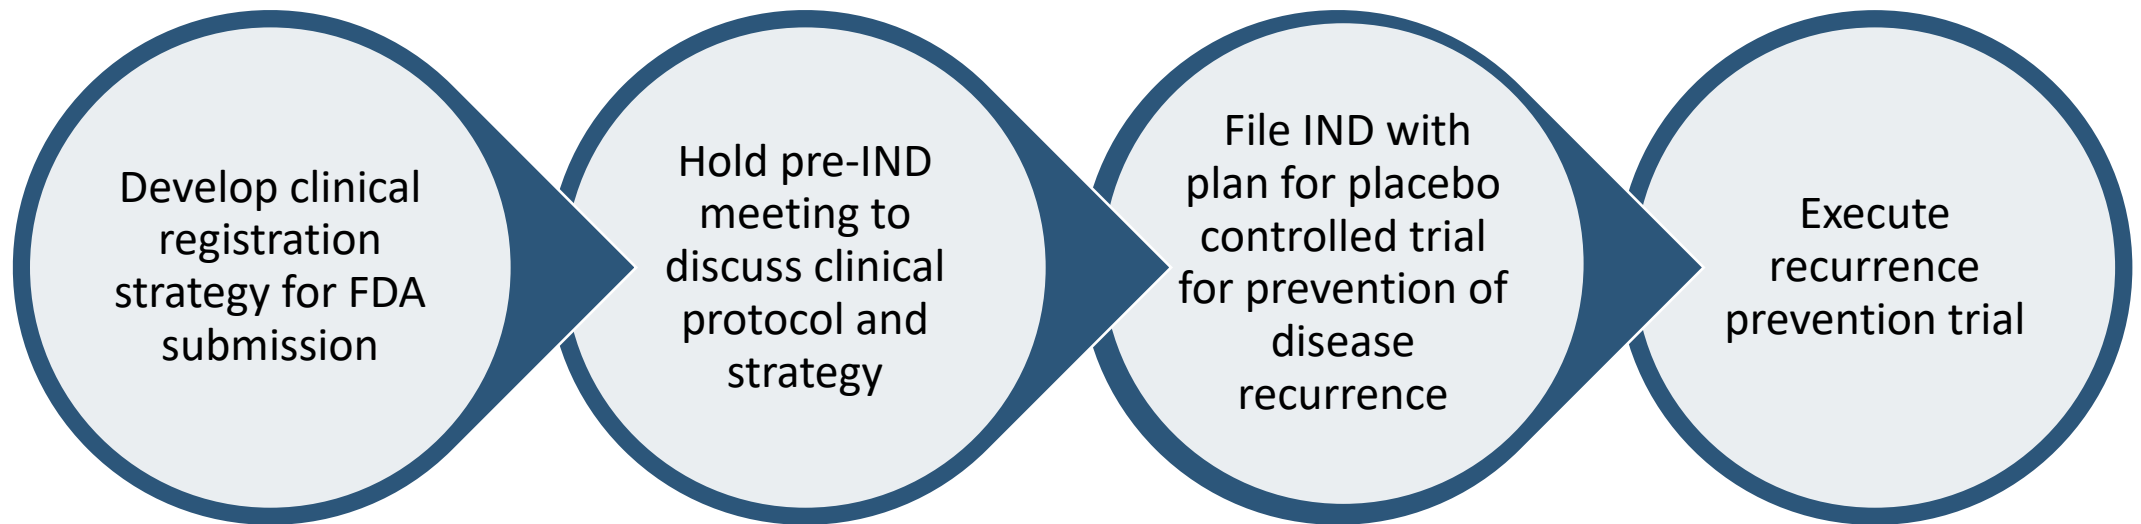 Develop clinical
registration
strategy for FDA
submission
Hold pre-IND
meeting to
discuss clinical
protocol and
strategy
File IND with
plan for placebo
controlled trial
for prevention of
disease
recurrence
Execute
recurrence
prevention trial